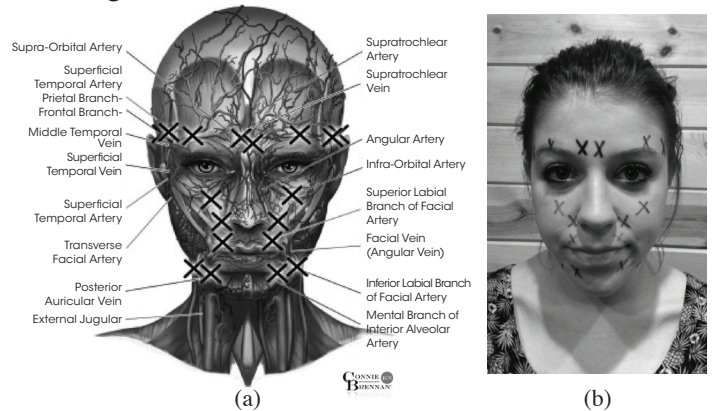 Supra-Orbital Artery
Superficial
Temporal Artery
Prietal Branch-
Frontal Branch-
Middle Temporal
Vein
Superficial
Temporal Vein
Superficial
Temporal Artery
Transverse
Facial Artery
Posterior
Auricular Vein
External Jugular
Supratrochlear
Artery
Supratrochlear
Vein
Angular Artery
Infra-Orbital Artery
Superior Labial
Branch of Facial
Artery
Facial Vein
(Angular Vein)
Inferior Labial Branch
of Facial Artery
Mental Branch of
Interior Alveolar
Artery
CONNIE
BRENNAN
(a)
(b)